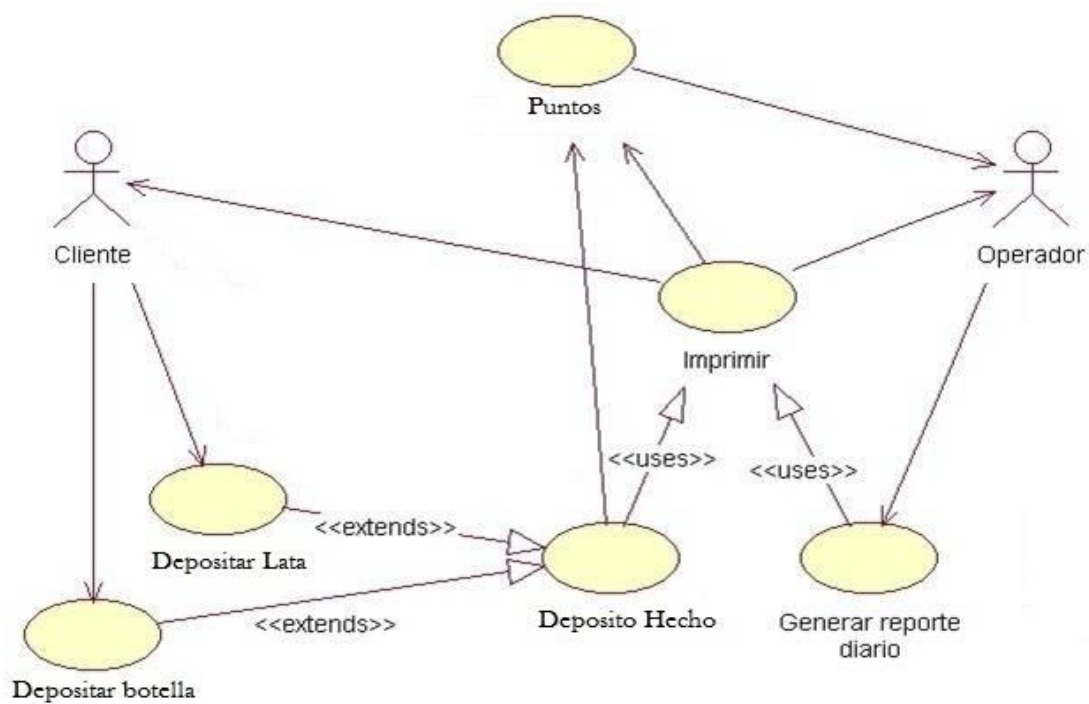 Puntos
Cliente
Operador
Imprimir
<<uses>>
<<uses>>
<<extends>>
Depositar Lata
<<extends>>
Deposito Hecho
Generar reporte
diario
Depositar botella